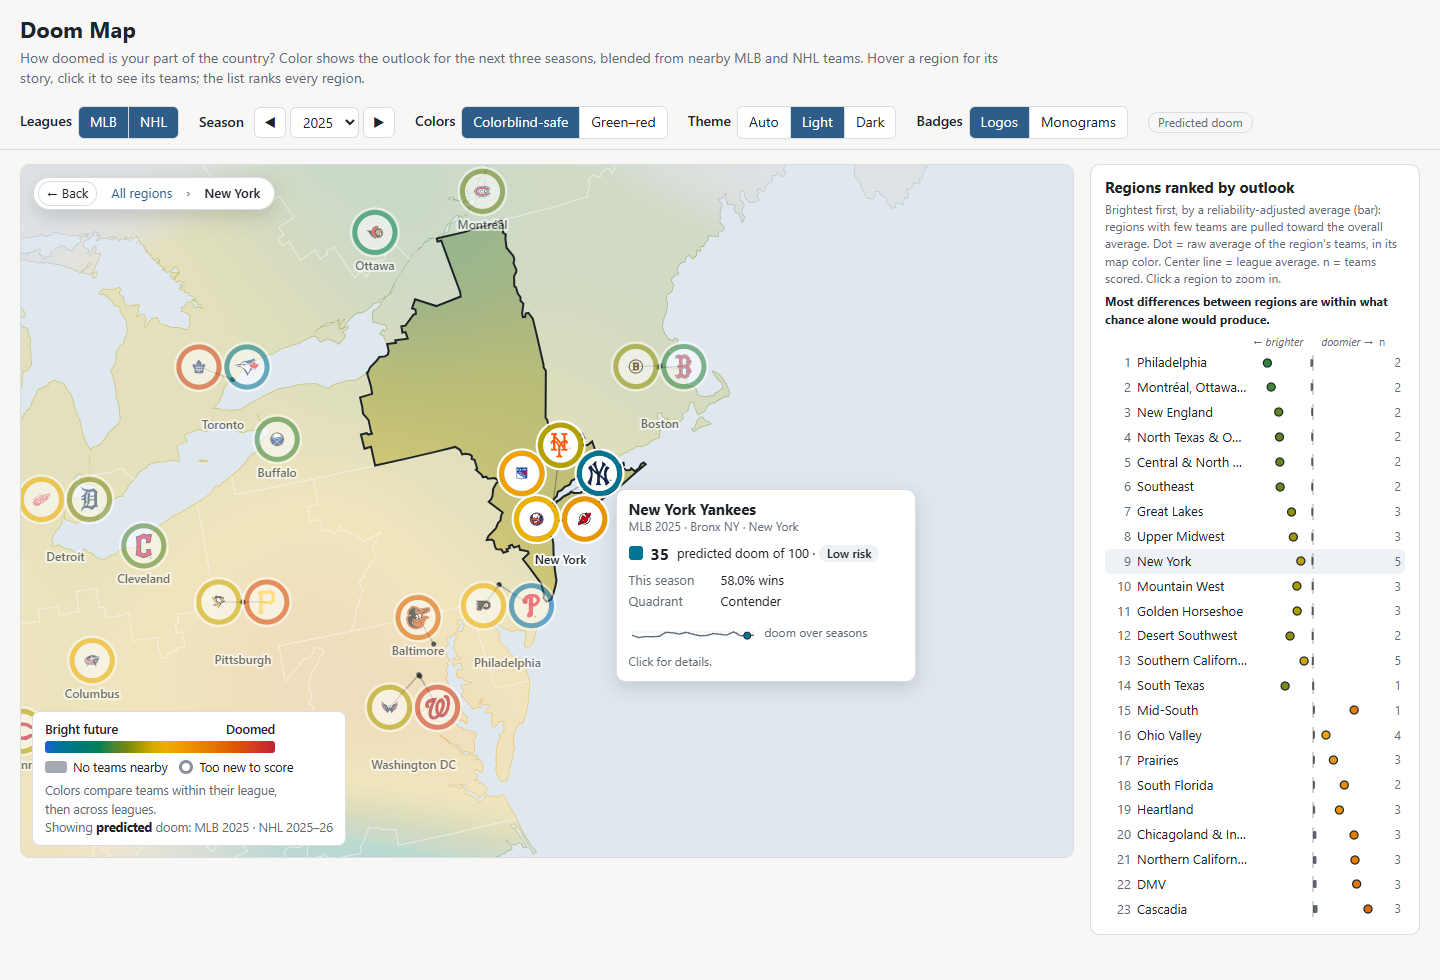 Doom Map
How doomed is your part of the country? Color shows the outlook for the next three seasons, blended from nearby MLB and NHL teams. Hover a region for its
story, click it to see its teams; the list ranks every region.
Leagues MLB NHL Season ◀ 2025 ▶ Colors Colorblind-safe Green–red Theme Auto Light Dark Badges Logos Monograms Predicted doom
← Back All regions › New York
Montréal
Ottawa
Toronto
Buffalo
Boston
Detroit
Cleveland
New York
Pittsburgh
Baltimore
Philadelphia
Columbus
Washington DC
New York Yankees
MLB 2025 · Bronx NY · New York
35 predicted doom of 100 · Low risk
This season 58.0% wins
Quadrant Contender
doom over seasons
Click for details.
Bright future Doomed
No teams nearby Too new to score
Colors compare teams within their league,
then across leagues.
Showing predicted doom: MLB 2025 · NHL 2025–26
Regions ranked by outlook
Brightest first, by a reliability-adjusted average (bar):
regions with few teams are pulled toward the overall
average. Dot = raw average of the region's teams, in its
map color. Center line = league average. n = teams
scored. Click a region to zoom in.
Most differences between regions are within what
chance alone would produce.
← brighter doomier → n
1 Philadelphia 2
2 Montréal, Ottawa... 2
3 New England 2
4 North Texas & O... 2
5 Central & North ... 2
6 Southeast 2
7 Great Lakes 3
8 Upper Midwest 3
9 New York 5
10 Mountain West 3
11 Golden Horseshoe 3
12 Desert Southwest 2
13 Southern Californ... 5
14 South Texas 1
15 Mid-South 1
16 Ohio Valley 4
17 Prairies 3
18 South Florida 2
19 Heartland 3
20 Chicagoland & In... 3
21 Northern Californ... 3
22 DMV 3
23 Cascadia 3